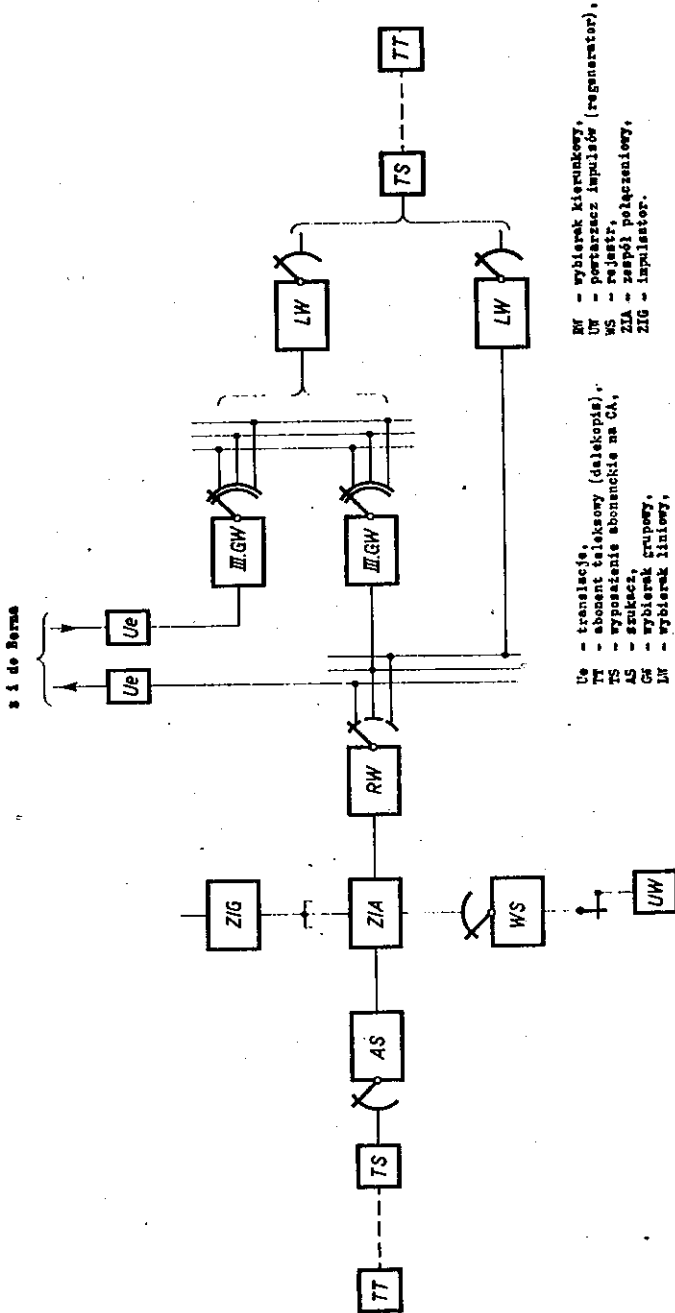 z i do Berna
Ue
Ue
III.GW
III.GW
LW
LW
TS
TT
ZIG
ZIA
RW
AS
TS
TT
WS
UW
Ue - translacje,
TT - abonent teleksowy (dalekopis),
TS - wyposażenie abonenckie na CA,
AS - szukacz,
GW - wybierak grupowy,
LW - wybierak liniowy,
RW - wybierak kierunkowy,
UW - powtarzacz impulsów (regenerator),
WS - rejestr,
ZIA - zespół połączeniowy,
ZIG - impulsator.